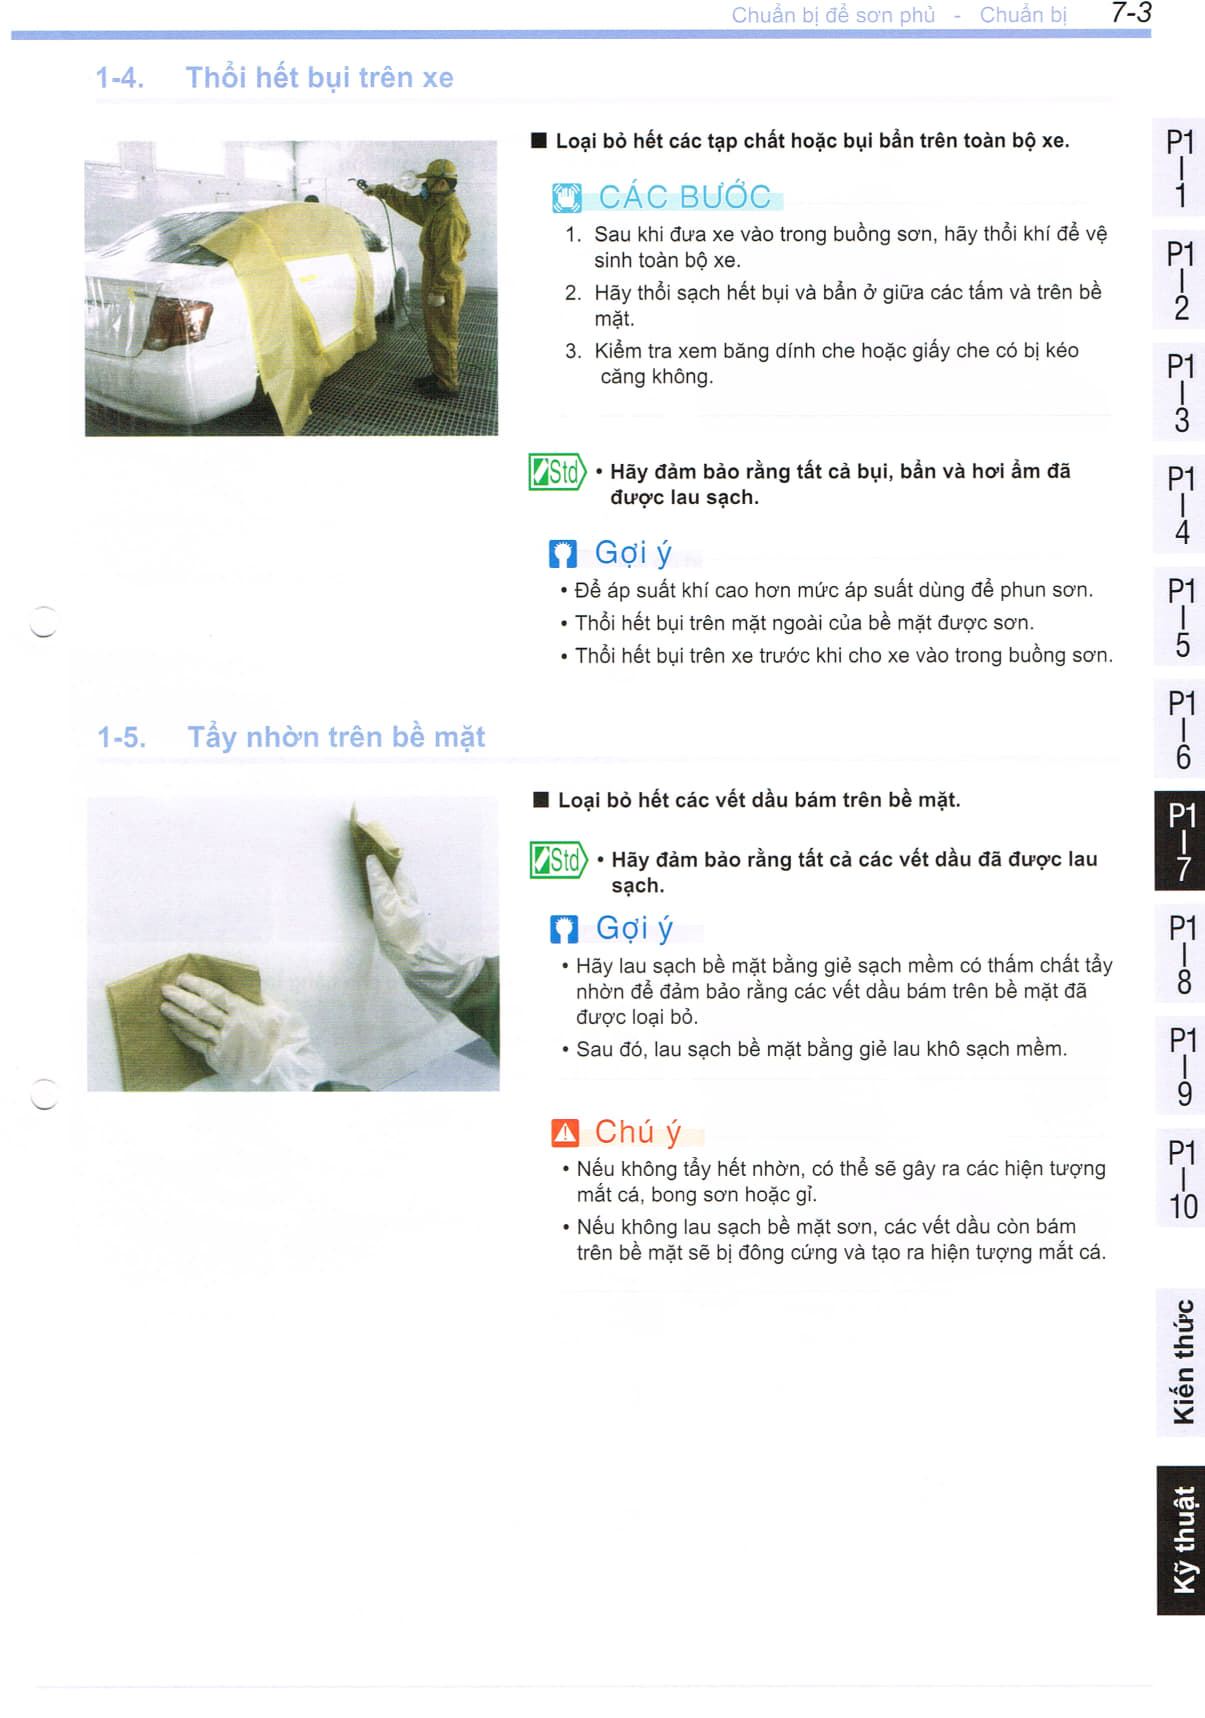 Chuẩn bị để sơn phủ - Chuẩn bị 7-3
1-4. Thổi hết bụi trên xe
■ Loại bỏ hết các tạp chất hoặc bụi bẩn trên toàn bộ xe.
CÁC BƯỚC
1. Sau khi đưa xe vào trong buồng sơn, hãy thổi khí để vệ
sinh toàn bộ xe.
2. Hãy thổi sạch hết bụi và bẩn ở giữa các tấm và trên bề
mặt.
3. Kiểm tra xem băng dính che hoặc giấy che có bị kéo
căng không.
Std • Hãy đảm bảo rằng tất cả bụi, bẩn và hơi ẩm đã
được lau sạch.
Gợi ý
• Để áp suất khí cao hơn mức áp suất dùng để phun sơn.
• Thổi hết bụi trên mặt ngoài của bề mặt được sơn.
• Thổi hết bụi trên xe trước khi cho xe vào trong buồng sơn.
1-5. Tẩy nhờn trên bề mặt
■ Loại bỏ hết các vết dầu bám trên bề mặt.
Std • Hãy đảm bảo rằng tất cả các vết dầu đã được lau
sạch.
Gợi ý
• Hãy lau sạch bề mặt bằng giẻ sạch mềm có thấm chất tẩy
nhờn để đảm bảo rằng các vết dầu bám trên bề mặt đã
được loại bỏ.
• Sau đó, lau sạch bề mặt bằng giẻ lau khô sạch mềm.
Chú ý
• Nếu không tẩy hết nhờn, có thể sẽ gây ra các hiện tượng
mắt cá, bong sơn hoặc gỉ.
• Nếu không lau sạch bề mặt sơn, các vết dầu còn bám
trên bề mặt sẽ bị đông cứng và tạo ra hiện tượng mắt cá.
P1
1
P1
2
P1
3
P1
4
P1
5
P1
6
P1
7
P1
8
P1
9
P1
10
Kiến thức
Kỹ thuật